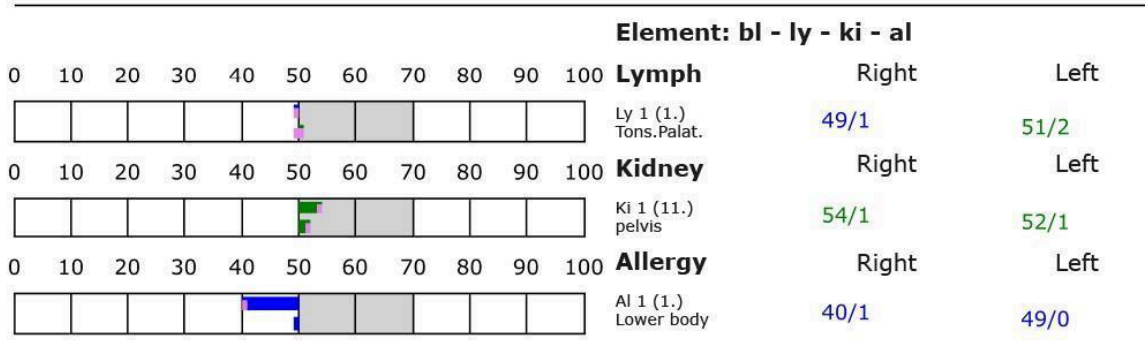 Element: bl - ly - ki - al
0 10 20 30 40 50 60 70 80 90 100 Lymph Right Left
Ly 1 (1.) 49/1 51/2
Tons.Palat.
0 10 20 30 40 50 60 70 80 90 100 Kidney Right Left
Ki 1 (11.) 54/1 52/1
pelvis
0 10 20 30 40 50 60 70 80 90 100 Allergy Right Left
Al 1 (1.) 40/1 49/0
Lower body